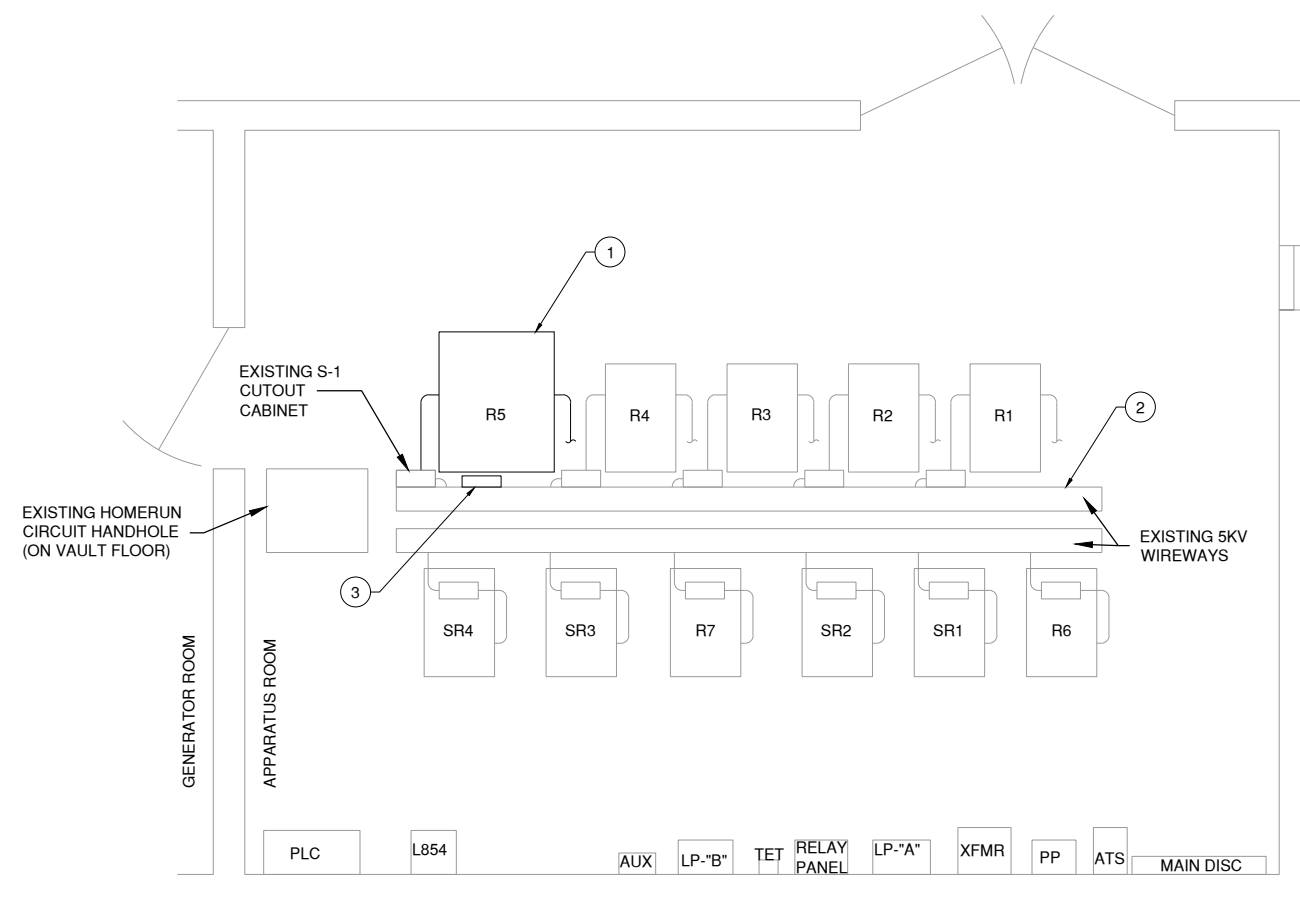 1
EXISTING S-1
CUTOUT
CABINET
R5
R4
R3
R2
R1
2
EXISTING HOMERUN
CIRCUIT HANDHOLE
(ON VAULT FLOOR)
EXISTING 5KV
WIREWAYS
3
SR4
SR3
R7
SR2
SR1
R6
GENERATOR ROOM
APPARATUS ROOM
PLC
L854
AUX
LP-"B"
TET
RELAY
PANEL
LP-"A"
XFMR
PP
ATS
MAIN DISC